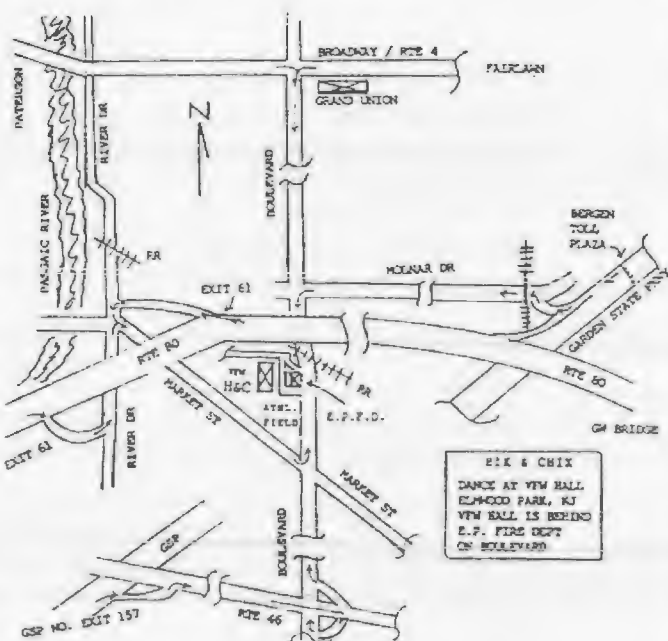 BROADWAY / RTE 4
FAIRLAWN
PATERSON
RIVER DR
GRAND UNION
N
BOULEVARD
PASSAIC RIVER
RR
BERGEN
TOLL
PLAZA
MOLNAR DR
EXIT 61
GARDEN STATE
RTE 80
RTE 80
VFW
H&C
RR
MARKET ST
ATHL.
FIELD
E.P.F.D.
GW BRIDGE
EXIT 61
RIVER DR
MARKET ST
HIX & CHIX
DANCE AT VFW HALL
ELMWOOD PARK, NJ
VFW HALL IS BEHIND
E.P. FIRE DEPT
ON BOULEVARD
BOULEVARD
GSP
GSP NO. EXIT 157
RTE 46